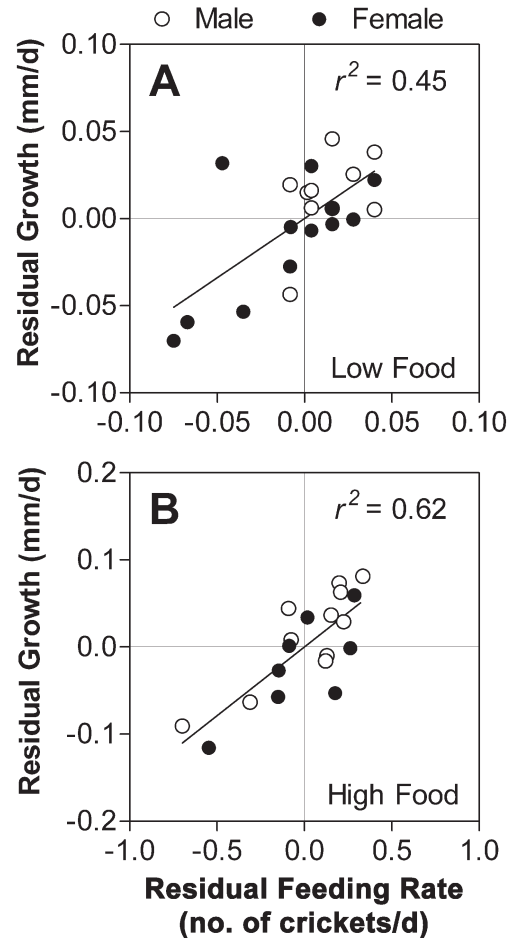 Male Female
A
r² = 0.45
Residual Growth (mm/d)
0.10
0.05
0.00
-0.05
-0.10
Low Food
-0.10 -0.05 0.00 0.05 0.10
B
r² = 0.62
Residual Growth (mm/d)
0.2
0.1
0.0
-0.1
-0.2
High Food
-1.0 -0.5 0.0 0.5 1.0
Residual Feeding Rate
(no. of crickets/d)